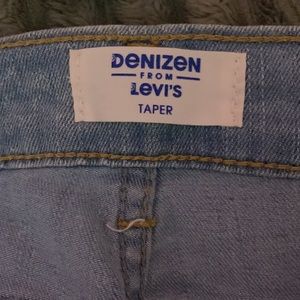 DENIZEN
FROM
LEVI'S
TAPER